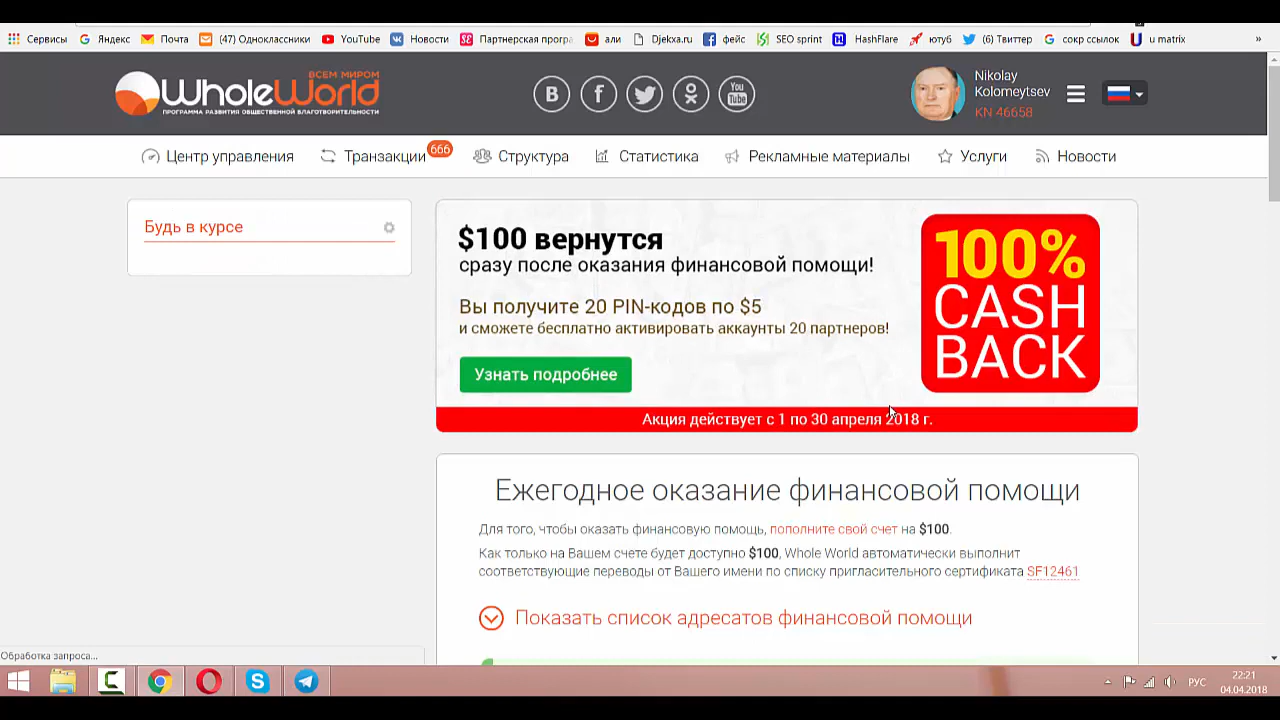 Сервисы Яндекс Почта (47) Одноклассники YouTube Новости Партнерская програ али Djekxa.ru фейс SEO sprint HashFlare ютуб (6) Твиттер сокр ссылок u matrix »
ВСЕМ МИРОМ
WholeWorld
ПРОГРАММА РАЗВИТИЯ ОБЩЕСТВЕННОЙ БЛАГОТВОРИТЕЛЬНОСТИ
You Tube
Nikolay
Kolomeytsev
KN 46658
Центр управления Транзакции 666 Структура Статистика Рекламные материалы Услуги Новости
Будь в курсе
$100 вернутся
сразу после оказания финансовой помощи!
Вы получите 20 PIN-кодов по $5
и сможете бесплатно активировать аккаунты 20 партнеров!
Узнать подробнее
100%
CASH
BACK
Акция действует с 1 по 30 апреля 2018 г.
Ежегодное оказание финансовой помощи
Для того, чтобы оказать финансовую помощь, пополните свой счет на $100.
Как только на Вашем счете будет доступно $100, Whole World автоматически выполнит
соответствующие переводы от Вашего имени по списку пригласительного сертификата SF12461
Показать список адресатов финансовой помощи
Обработка запроса...
РУС
22:21
04.04.2018